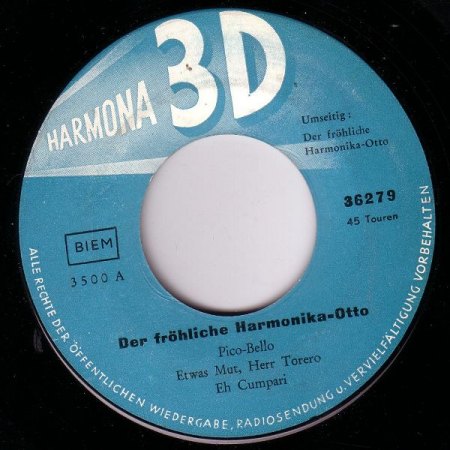 HARMONA 3D
Umseitig:
Der fröhliche
Harmonika-Otto
36279
45 Touren
BIEM
3500 A
Der fröhliche Harmonika-Otto
Pico-Bello
Etwas Mut, Herr Torero
Eh Cumpari
ALLE RECHTE DER ÖFFENTLICHEN WIEDERGABE, RADIOSENDUNG u. VERVIELFÄLTIGUNG VORBEHALTEN